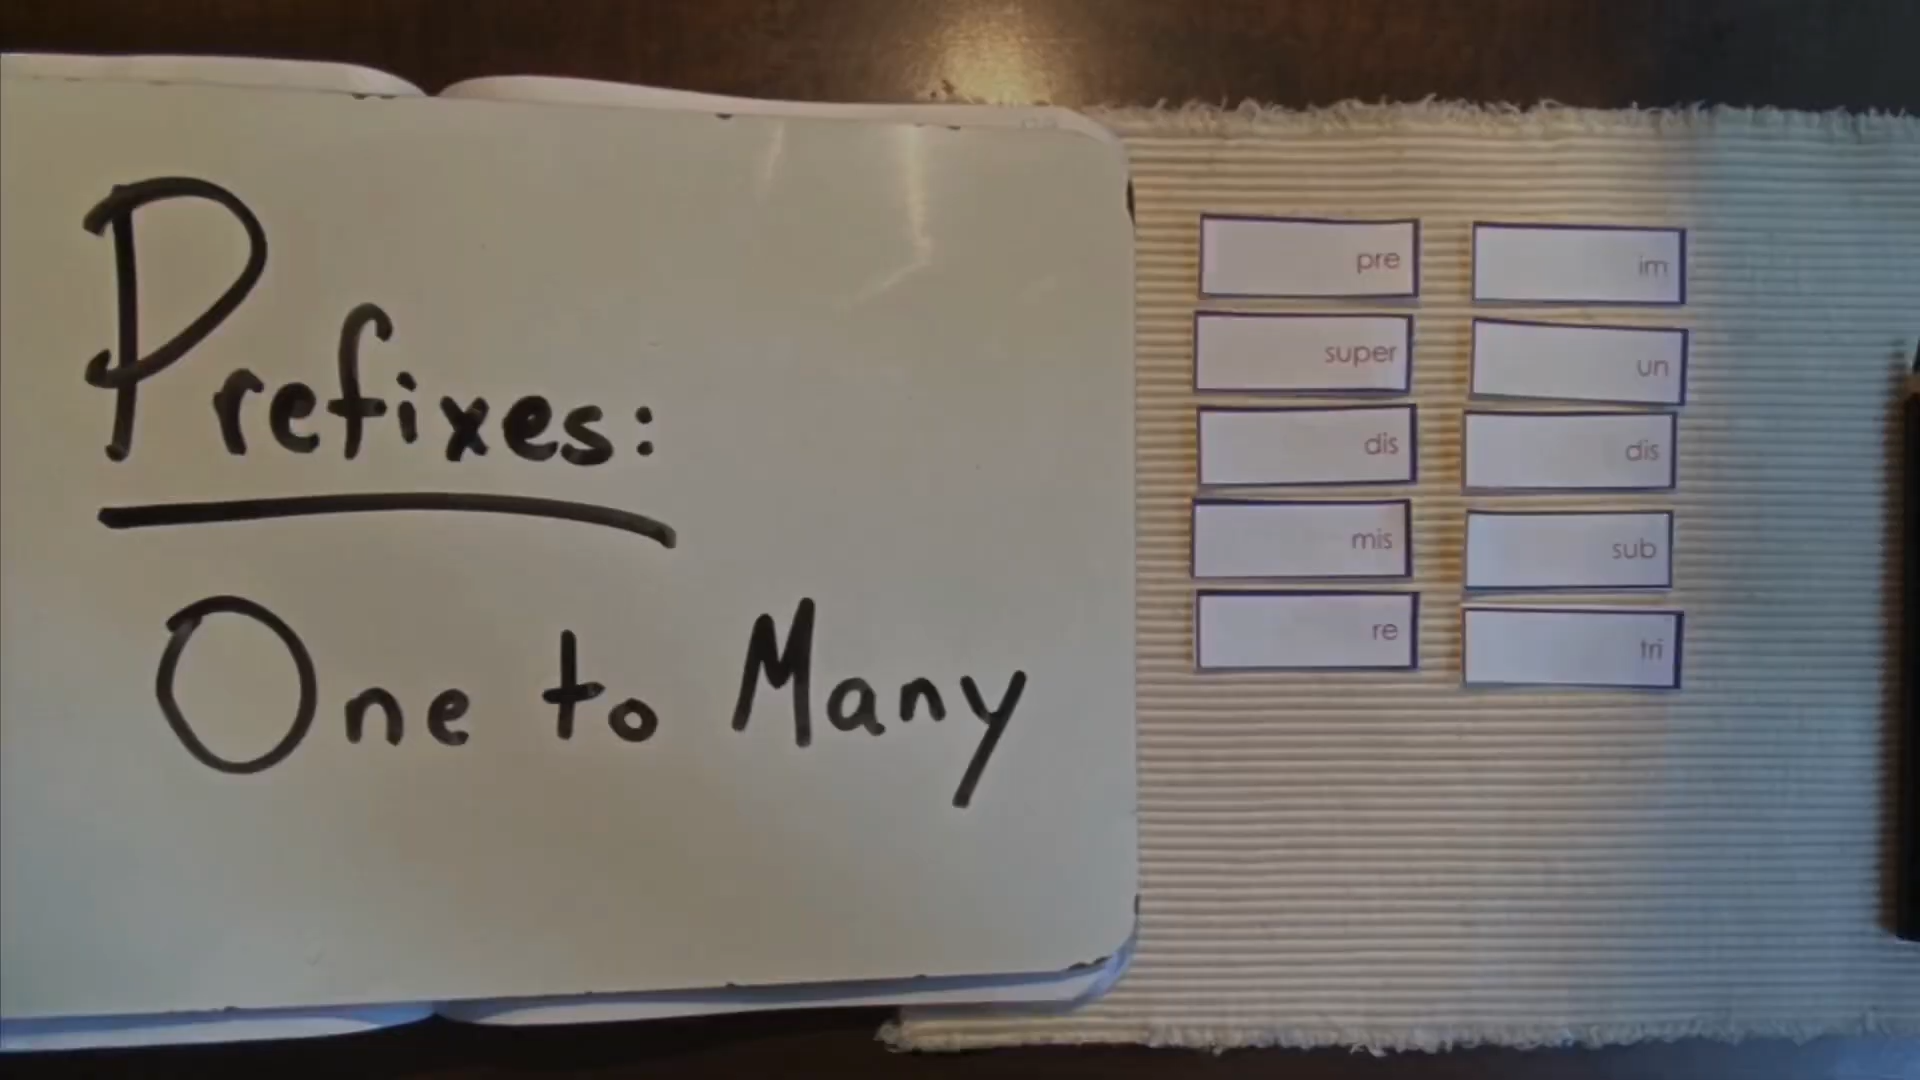 Prefixes:
One to Many
pre
super
dis
mis
re
im
un
dis
sub
tri